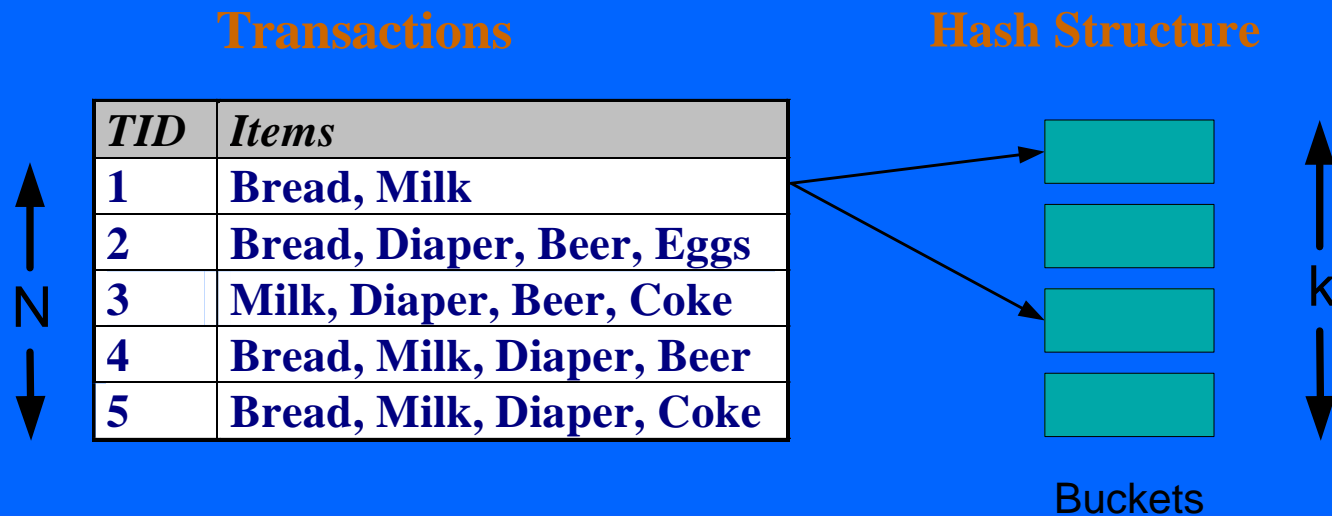 Transactions
Hash Structure
TID Items
1 Bread, Milk
2 Bread, Diaper, Beer, Eggs
3 Milk, Diaper, Beer, Coke
4 Bread, Milk, Diaper, Beer
5 Bread, Milk, Diaper, Coke
N
k
Buckets